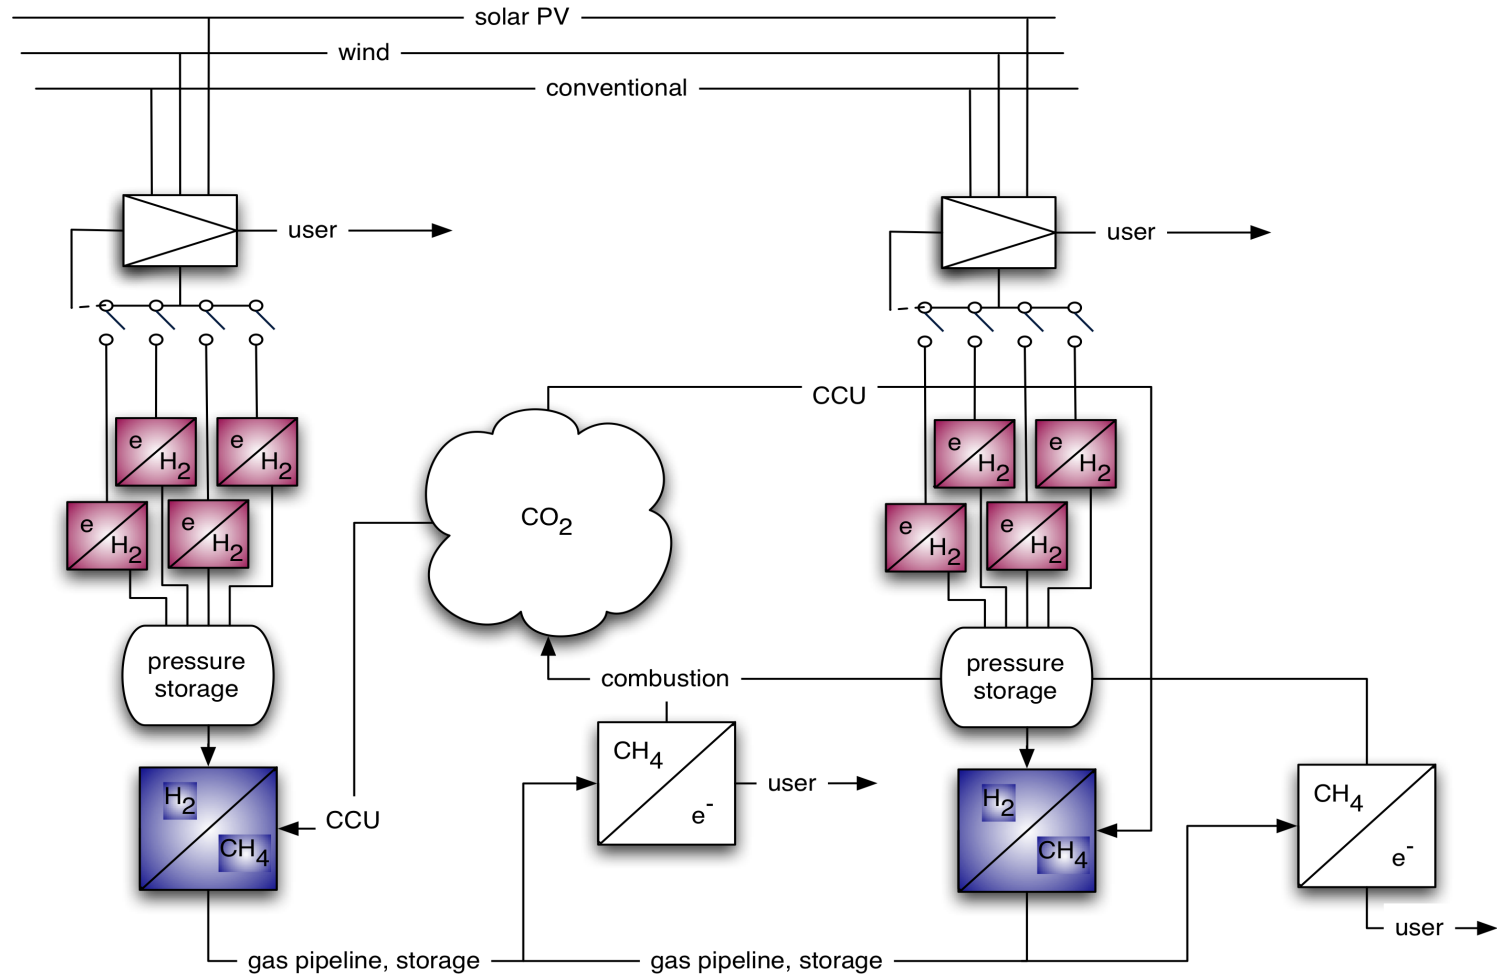 solar PV
wind
conventional
user
user
CCU
e
H2
e
H2
e
H2
e
H2
e
H2
e
H2
e
H2
e
H2
CO2
pressure
storage
combustion
pressure
storage
H2
CH4
CCU
CH4
e-
user
H2
CH4
CH4
e-
user
gas pipeline, storage
gas pipeline, storage